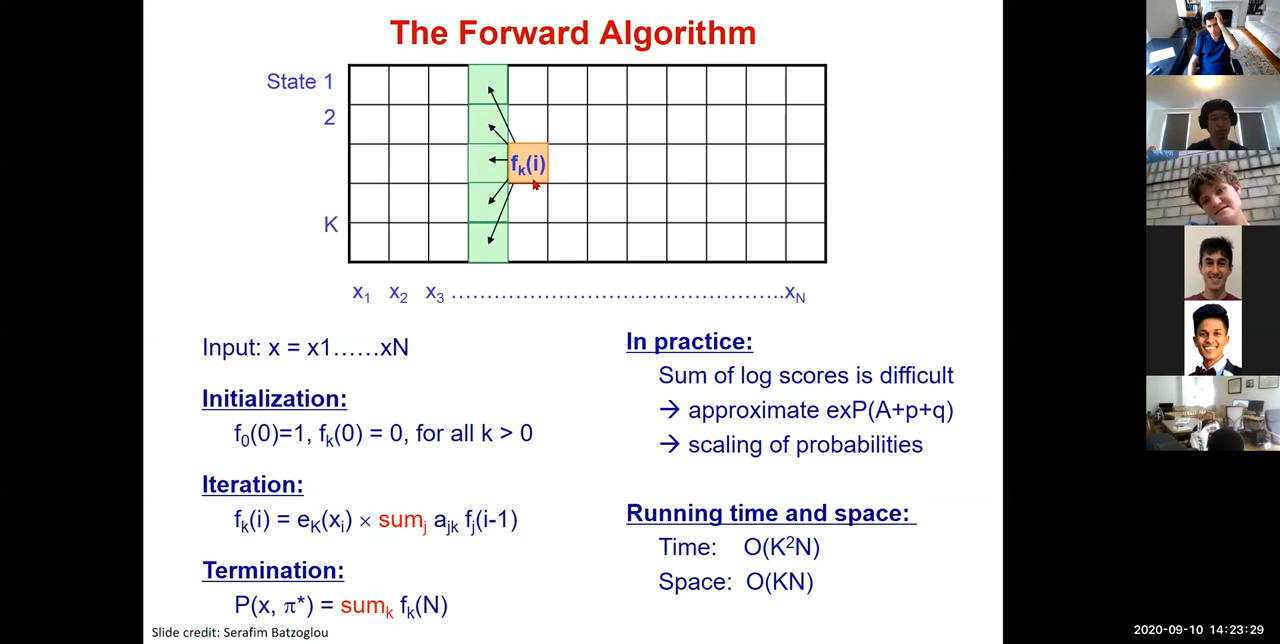 The Forward Algorithm
State 1
2
K
fk(i)
x1 x2 x3 ……………………………………………..xN
Input: x = x1……xN
Initialization:
f0(0)=1, fk(0) = 0, for all k > 0
Iteration:
fk(i) = eK(xi) × sumj ajk fj(i-1)
Termination:
P(x, π*) = sumk fk(N)
Slide credit: Serafim Batzoglou
In practice:
Sum of log scores is difficult
→ approximate exP(A+p+q)
→ scaling of probabilities
Running time and space:
Time: O(K²N)
Space: O(KN)
2020-09-10 14:23:29